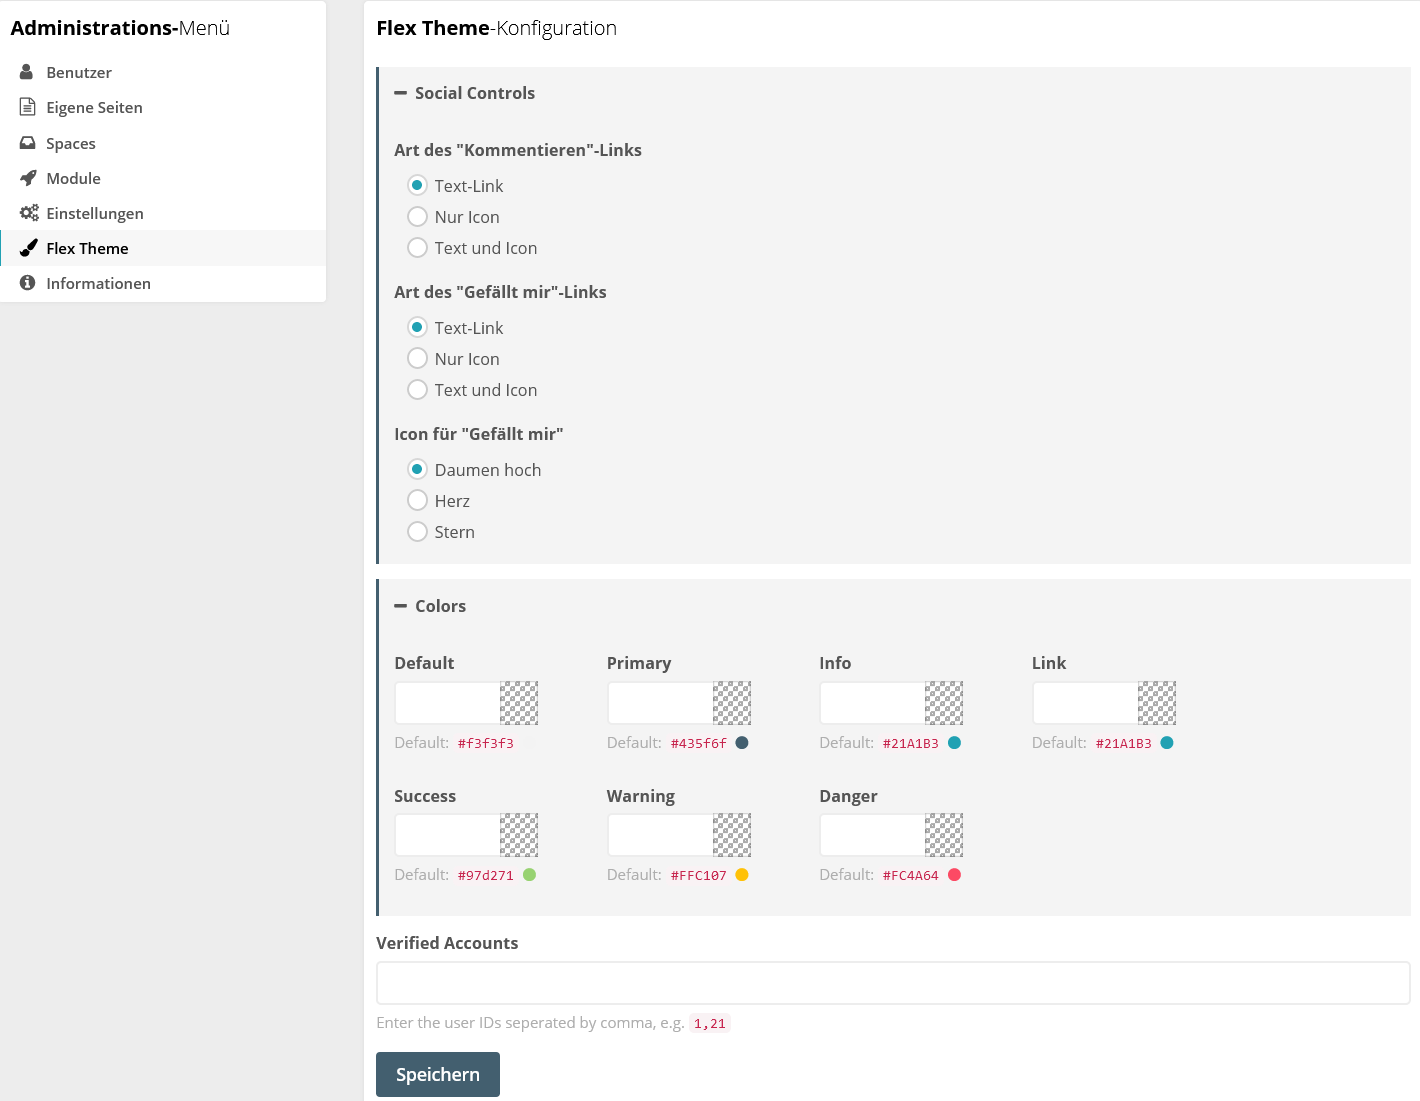 Administrations-Menü
Benutzer
Eigene Seiten
Spaces
Module
Einstellungen
Flex Theme
Informationen
Flex Theme-Konfiguration
Social Controls
Art des "Kommentieren"-Links
Text-Link
Nur Icon
Text und Icon
Art des "Gefällt mir"-Links
Text-Link
Nur Icon
Text und Icon
Icon für "Gefällt mir"
Daumen hoch
Herz
Stern
Colors
Default Primary Info Link
Default: #f3f3f3 Default: #435f6f Default: #21A1B3 Default: #21A1B3
Success Warning Danger
Default: #97d271 Default: #FFC107 Default: #FC4A64
Verified Accounts
Enter the user IDs seperated by comma, e.g. 1,21
Speichern